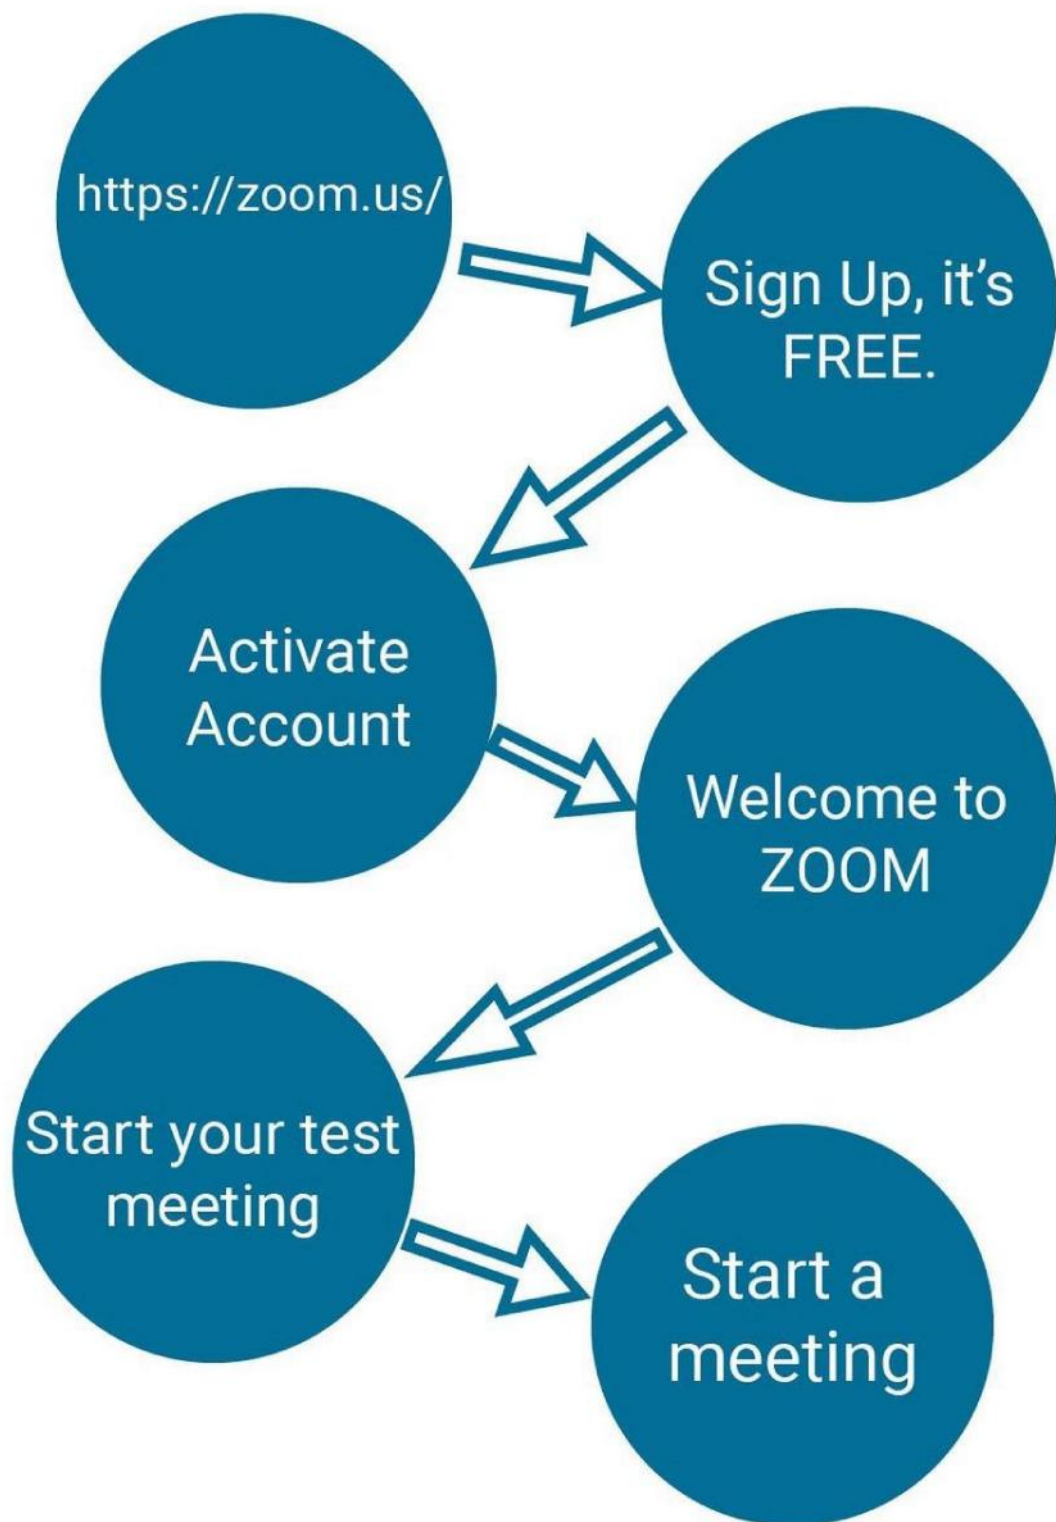 https://zoom.us/
Sign Up, it’s
FREE.
Activate
Account
Welcome to
ZOOM
Start your test
meeting
Start a
meeting